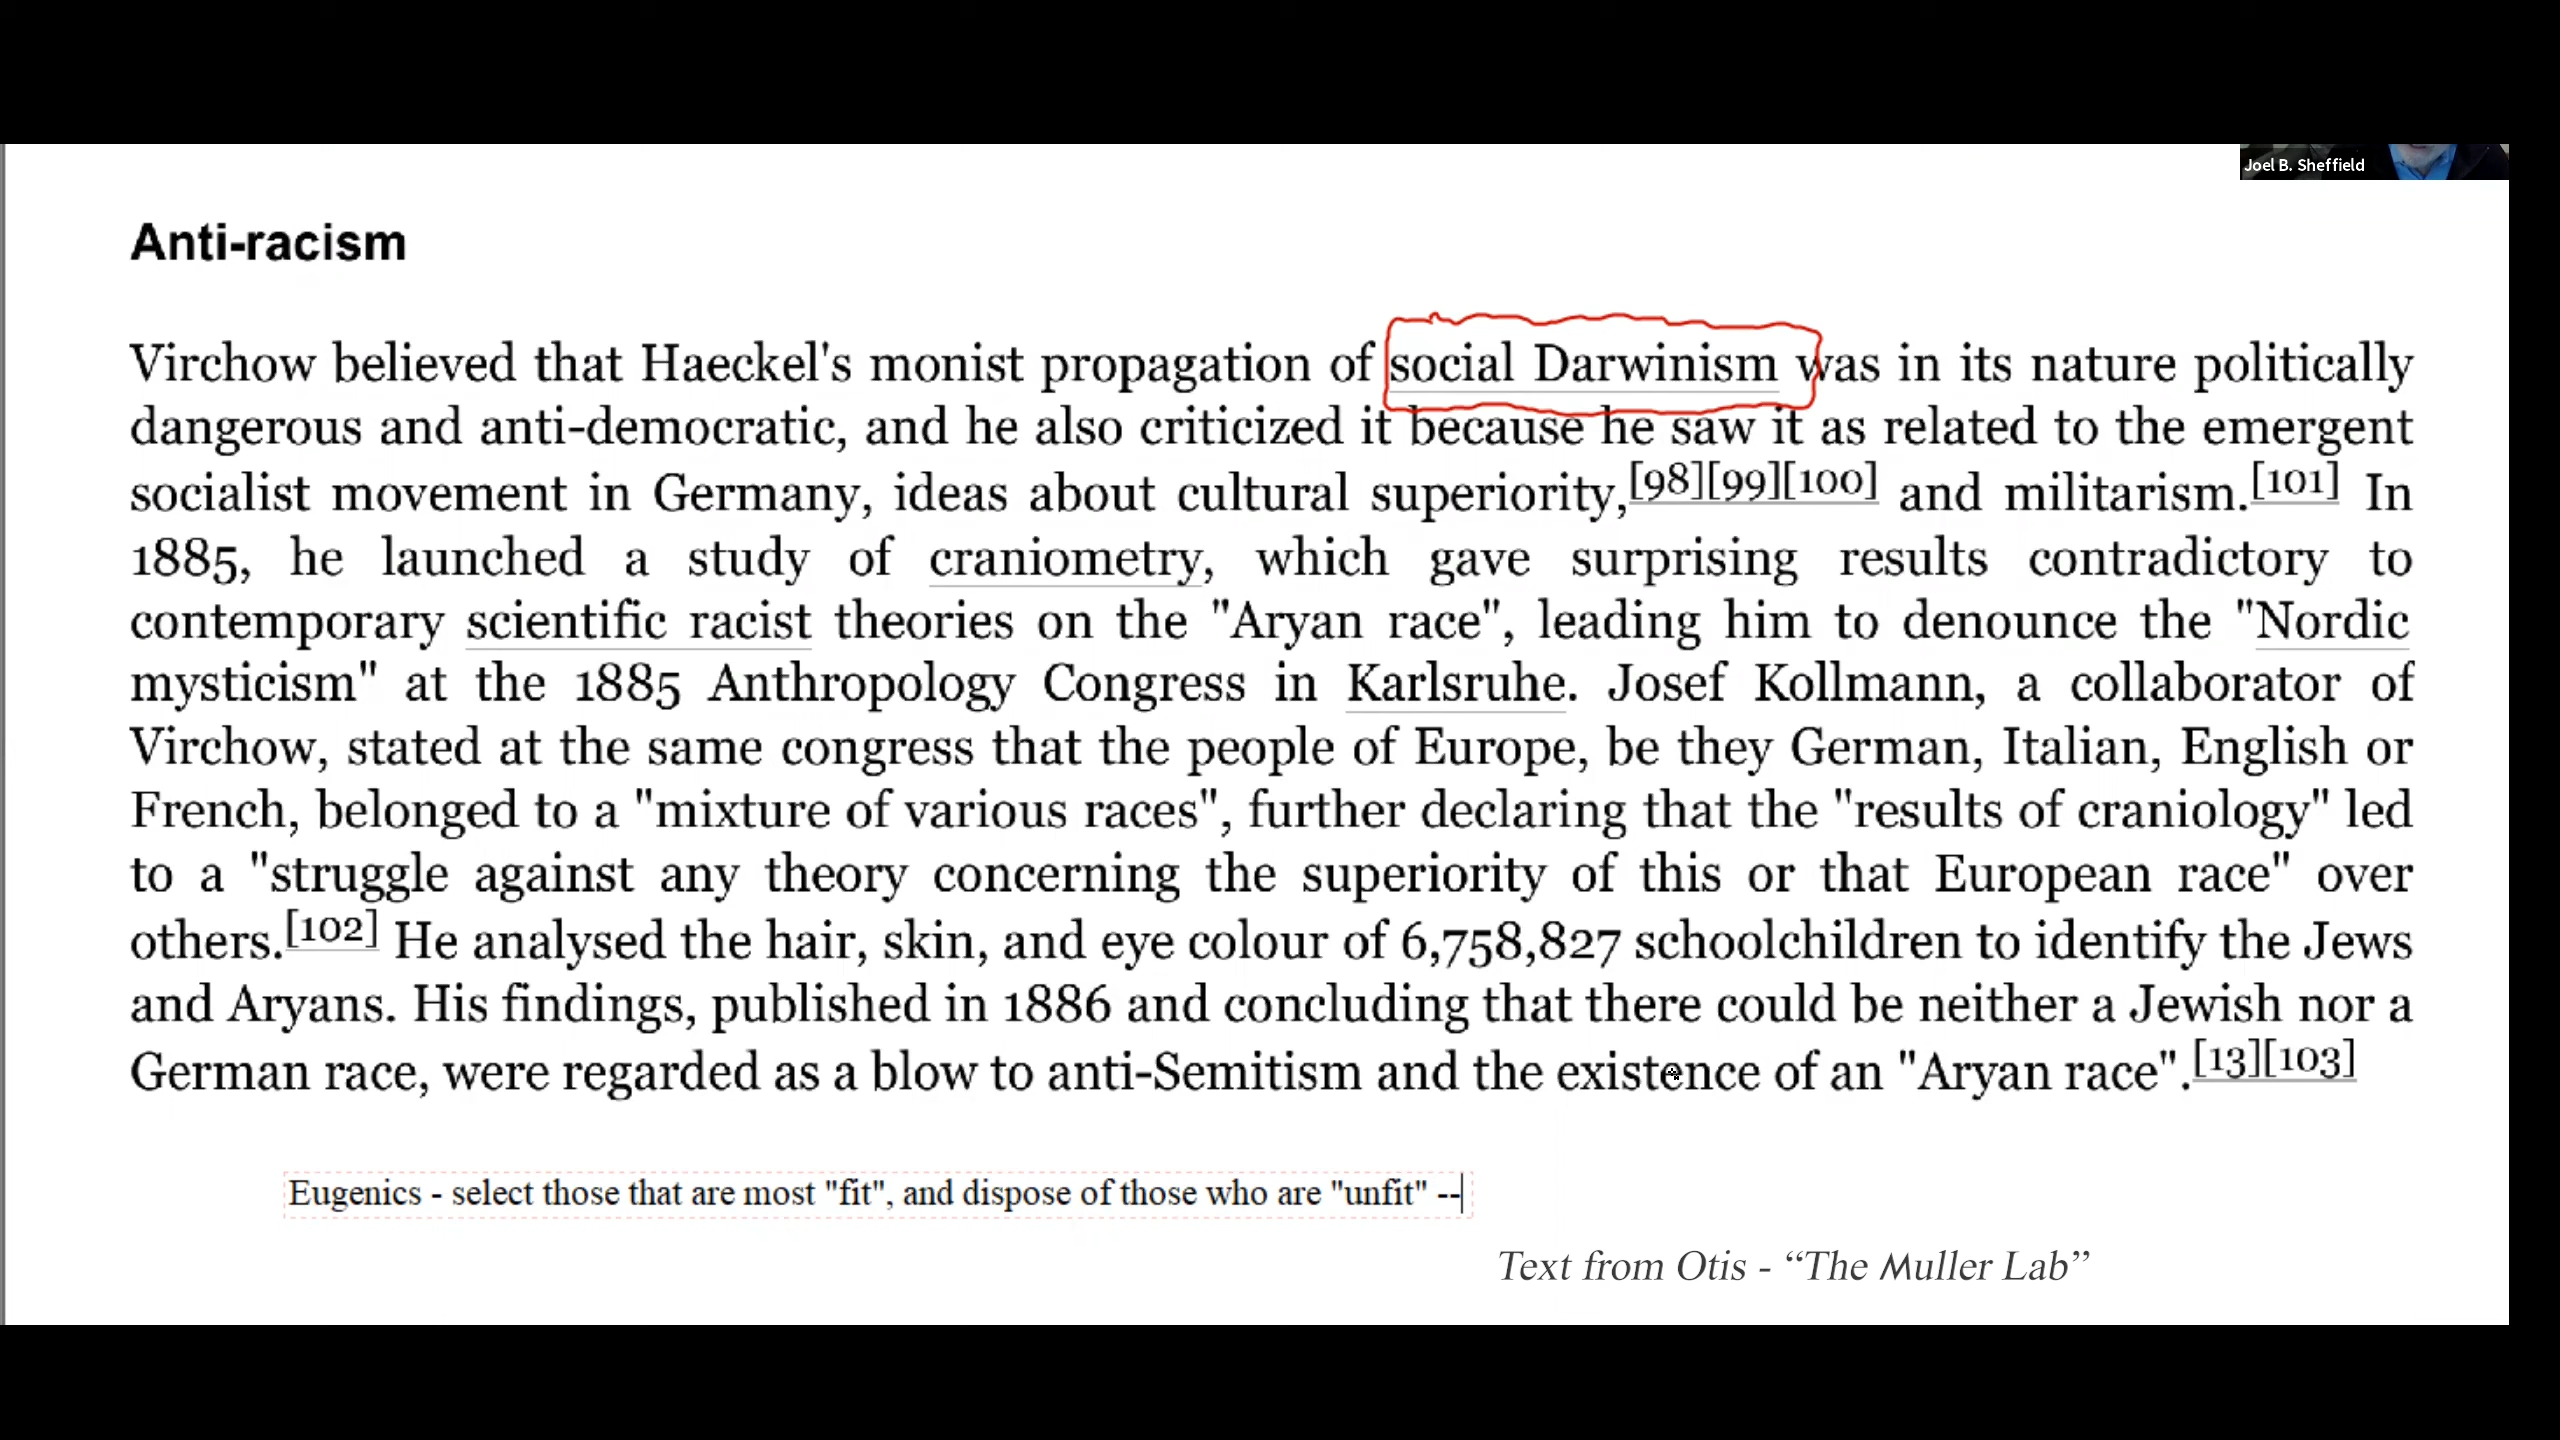 Joel B. Sheffield
Anti-racism
Virchow believed that Haeckel's monist propagation of social Darwinism was in its nature politically
dangerous and anti-democratic, and he also criticized it because he saw it as related to the emergent
socialist movement in Germany, ideas about cultural superiority,[98][99][100] and militarism.[101] In
1885, he launched a study of craniometry, which gave surprising results contradictory to
contemporary scientific racist theories on the "Aryan race", leading him to denounce the "Nordic
mysticism" at the 1885 Anthropology Congress in Karlsruhe. Josef Kollmann, a collaborator of
Virchow, stated at the same congress that the people of Europe, be they German, Italian, English or
French, belonged to a "mixture of various races", further declaring that the "results of craniology" led
to a "struggle against any theory concerning the superiority of this or that European race" over
others.[102] He analysed the hair, skin, and eye colour of 6,758,827 schoolchildren to identify the Jews
and Aryans. His findings, published in 1886 and concluding that there could be neither a Jewish nor a
German race, were regarded as a blow to anti-Semitism and the existence of an "Aryan race".[13][103]
Eugenics - select those that are most "fit", and dispose of those who are "unfit" --
Text from Otis - “The Muller Lab”